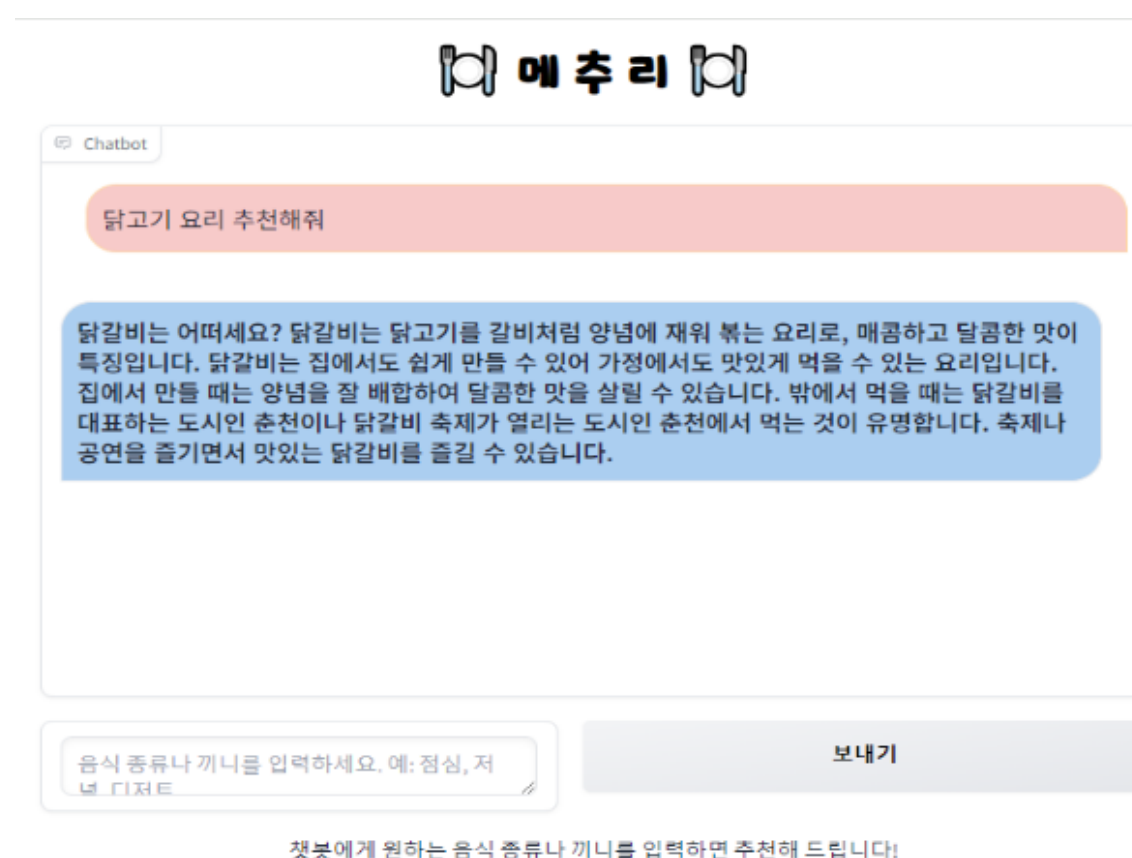 메추리
Chatbot
닭고기 요리 추천해줘
닭갈비는 어떠세요? 닭갈비는 닭고기를 갈비처럼 양념에 재워 볶는 요리로, 매콤하고 달콤한 맛이
특징입니다. 닭갈비는 집에서도 쉽게 만들 수 있어 가정에서도 맛있게 먹을 수 있는 요리입니다.
집에서 만들 때는 양념을 잘 배합하여 달콤한 맛을 살릴 수 있습니다. 밖에서 먹을 때는 닭갈비를
대표하는 도시인 춘천이나 닭갈비 축제가 열리는 도시인 춘천에서 먹는 것이 유명합니다. 축제나
공연을 즐기면서 맛있는 닭갈비를 즐길 수 있습니다.
음식 종류나 끼니를 입력하세요. 예: 점심, 저
녁, 디저트
보내기
챗봇에게 원하는 음식 종류나 끼니를 입력하면 추천해 드립니다!